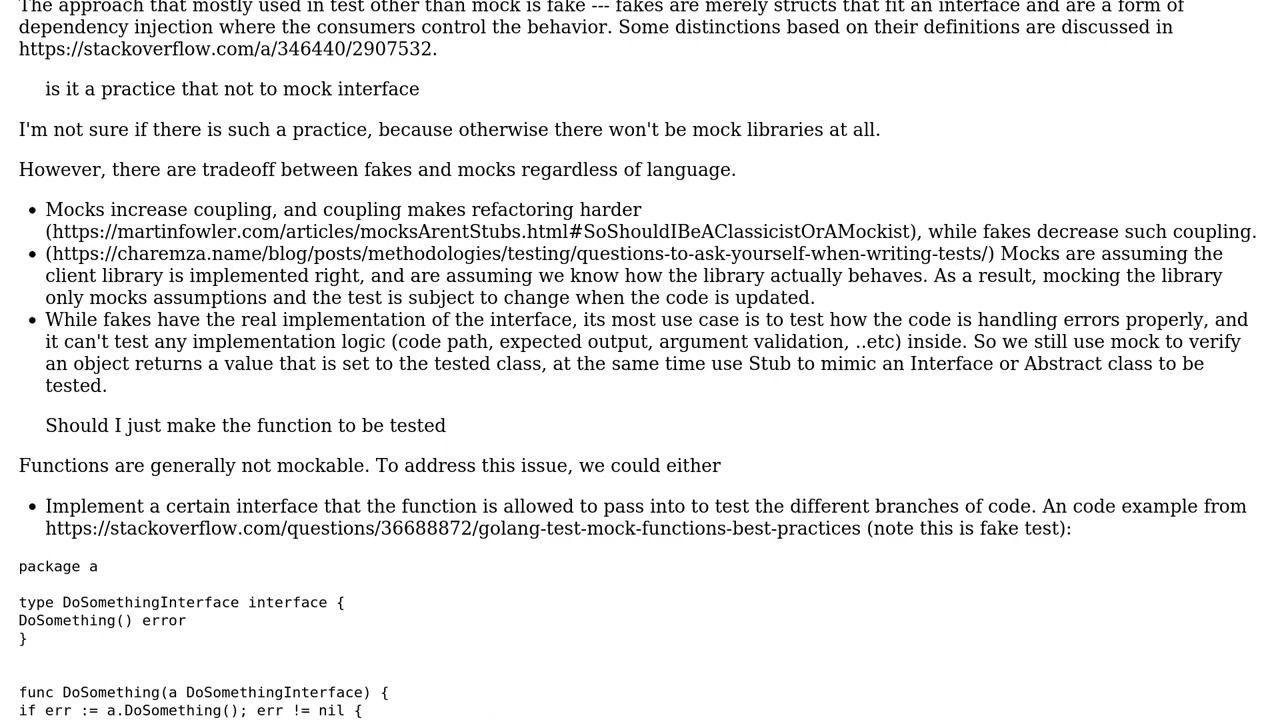 The approach that mostly used in test other than mock is fake --- fakes are merely structs that fit an interface and are a form of
dependency injection where the consumers control the behavior. Some distinctions based on their definitions are discussed in
https://stackoverflow.com/a/346440/2907532.
is it a practice that not to mock interface
I'm not sure if there is such a practice, because otherwise there won't be mock libraries at all.
However, there are tradeoff between fakes and mocks regardless of language.
• Mocks increase coupling, and coupling makes refactoring harder
(https://martinfowler.com/articles/mocksArentStubs.html#SoShouldIBeAClassicistOrAMockist), while fakes decrease such coupling.
• (https://charemza.name/blog/posts/methodologies/testing/questions-to-ask-yourself-when-writing-tests/) Mocks are assuming the
client library is implemented right, and are assuming we know how the library actually behaves. As a result, mocking the library
only mocks assumptions and the test is subject to change when the code is updated.
• While fakes have the real implementation of the interface, its most use case is to test how the code is handling errors properly, and
it can't test any implementation logic (code path, expected output, argument validation, ..etc) inside. So we still use mock to verify
an object returns a value that is set to the tested class, at the same time use Stub to mimic an Interface or Abstract class to be
tested.
Should I just make the function to be tested
Functions are generally not mockable. To address this issue, we could either
• Implement a certain interface that the function is allowed to pass into to test the different branches of code. An code example from
https://stackoverflow.com/questions/36688872/golang-test-mock-functions-best-practices (note this is fake test):
package a
type DoSomethingInterface interface {
DoSomething() error
}
func DoSomething(a DoSomethingInterface) {
if err := a.DoSomething(); err != nil {